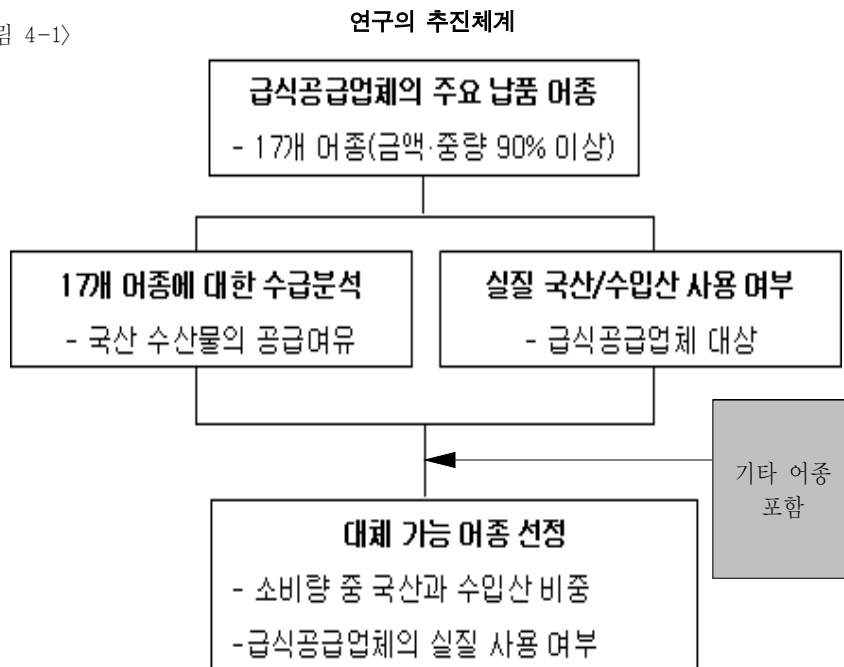 연구의 추진체계
림 4-1〉
급식공급업체의 주요 납품 어종
- 17개 어종(금액·중량 90% 이상)
17개 어종에 대한 수급분석
- 국산 수산물의 공급여유
실질 국산/수입산 사용 여부
- 급식공급업체 대상
기타 어종
포함
대체 가능 어종 선정
- 소비량 중 국산과 수입산 비중
-급식공급업체의 실질 사용 여부